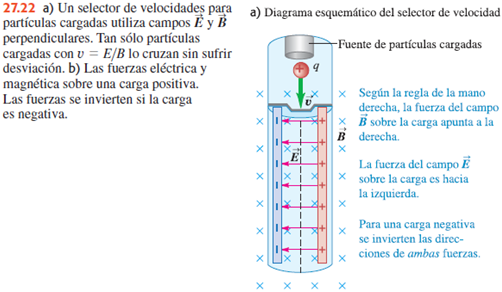 27.22 a) Un selector de velocidades para
partículas cargadas utiliza campos E⃗ y B⃗
perpendiculares. Tan sólo partículas
cargadas con v = E/B lo cruzan sin sufrir
desviación. b) Las fuerzas eléctrica y
magnética sobre una carga positiva.
Las fuerzas se invierten si la carga
es negativa.
a) Diagrama esquemático del selector de velocidad
Fuente de partículas cargadas
q
v⃗
Según la regla de la mano
derecha, la fuerza del campo
B⃗ sobre la carga apunta a la
derecha.
B⃗
E⃗
La fuerza del campo E⃗
sobre la carga es hacia
la izquierda.
Para una carga negativa
se invierten las direc-
ciones de ambas fuerzas.